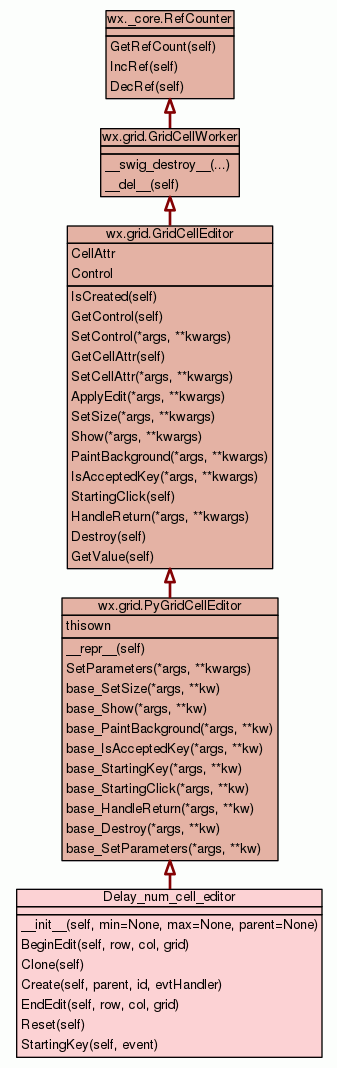 wx._core.RefCounter
GetRefCount(self)
IncRef(self)
DecRef(self)
wx.grid.GridCellWorker
__swig_destroy__(...)
__del__(self)
wx.grid.GridCellEditor
CellAttr
Control
IsCreated(self)
GetControl(self)
SetControl(*args, **kwargs)
GetCellAttr(self)
SetCellAttr(*args, **kwargs)
ApplyEdit(*args, **kwargs)
SetSize(*args, **kwargs)
Show(*args, **kwargs)
PaintBackground(*args, **kwargs)
IsAcceptedKey(*args, **kwargs)
StartingClick(self)
HandleReturn(*args, **kwargs)
Destroy(self)
GetValue(self)
wx.grid.PyGridCellEditor
thisown
__repr__(self)
SetParameters(*args, **kwargs)
base_SetSize(*args, **kw)
base_Show(*args, **kw)
base_PaintBackground(*args, **kw)
base_IsAcceptedKey(*args, **kw)
base_StartingKey(*args, **kw)
base_StartingClick(*args, **kw)
base_HandleReturn(*args, **kw)
base_Destroy(*args, **kw)
base_SetParameters(*args, **kw)
Delay_num_cell_editor
__init__(self, min=None, max=None, parent=None)
BeginEdit(self, row, col, grid)
Clone(self)
Create(self, parent, id, evtHandler)
EndEdit(self, row, col, grid)
Reset(self)
StartingKey(self, event)